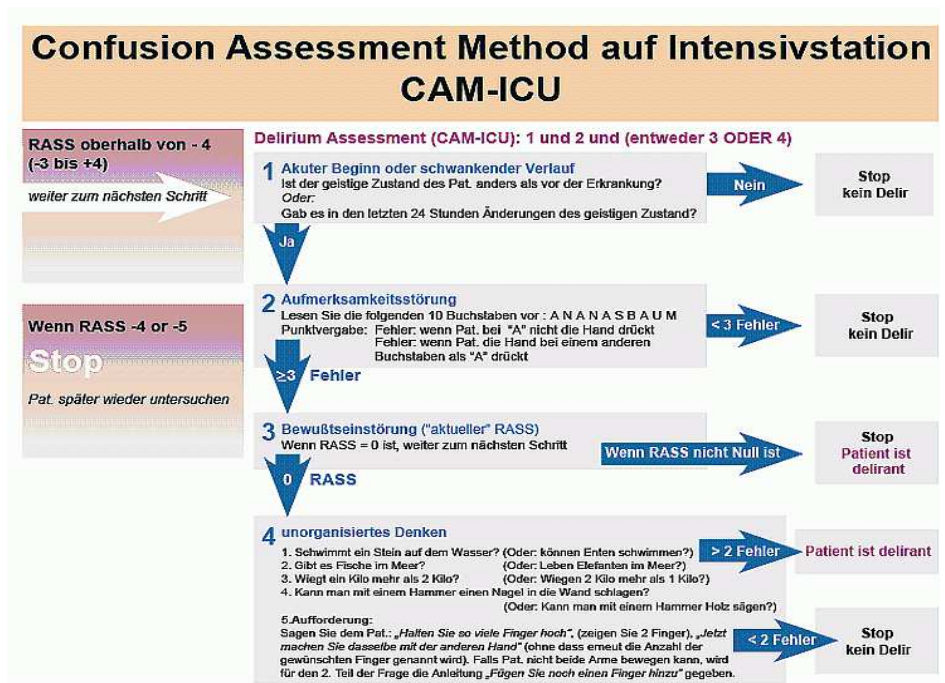 Confusion Assessment Method auf Intensivstation
CAM-ICU
RASS oberhalb von - 4
(-3 bis +4)
weiter zum nächsten Schritt
Wenn RASS -4 or -5
Stop
Pat. später wieder untersuchen
Delirium Assessment (CAM-ICU): 1 und 2 und (entweder 3 ODER 4)
1 Akuter Beginn oder schwankender Verlauf
Ist der geistige Zustand des Pat. anders als vor der Erkrankung?
Oder:
Gab es in den letzten 24 Stunden Änderungen des geistigen Zustand?
Nein
Stop
kein Delir
Ja
2 Aufmerksamkeitsstörung
Lesen Sie die folgenden 10 Buchstaben vor : A N A N A S B A U M
Punktvergabe: Fehler: wenn Pat. bei "A" nicht die Hand drückt
Fehler: wenn Pat. die Hand bei einem anderen
Buchstaben als "A" drückt
< 3 Fehler
Stop
kein Delir
≥3 Fehler
3 Bewußtseinstörung ("aktueller" RASS)
Wenn RASS = 0 ist, weiter zum nächsten Schritt
Wenn RASS nicht Null ist
Stop
Patient ist
delirant
0 RASS
4 unorganisiertes Denken
1. Schwimmt ein Stein auf dem Wasser? (Oder: können Enten schwimmen?)
2. Gibt es Fische im Meer? (Oder: Leben Elefanten im Meer?)
3. Wiegt ein Kilo mehr als 2 Kilo? (Oder: Wiegen 2 Kilo mehr als 1 Kilo?)
4. Kann man mit einem Hammer einen Nagel in die Wand schlagen?
(Oder: Kann man mit einem Hammer Holz sägen?)
5.Aufforderung:
Sagen Sie dem Pat.: „Halten Sie so viele Finger hoch", (zeigen Sie 2 Finger), „Jetzt
machen Sie dasselbe mit der anderen Hand" (ohne dass erneut die Anzahl der
gewünschten Finger genannt wird). Falls Pat. nicht beide Arme bewegen kann, wird
für den 2. Teil der Frage die Anleitung „Fügen Sie noch einen Finger hinzu" gegeben.
> 2 Fehler
Patient ist delirant
< 2 Fehler
Stop
kein Delir